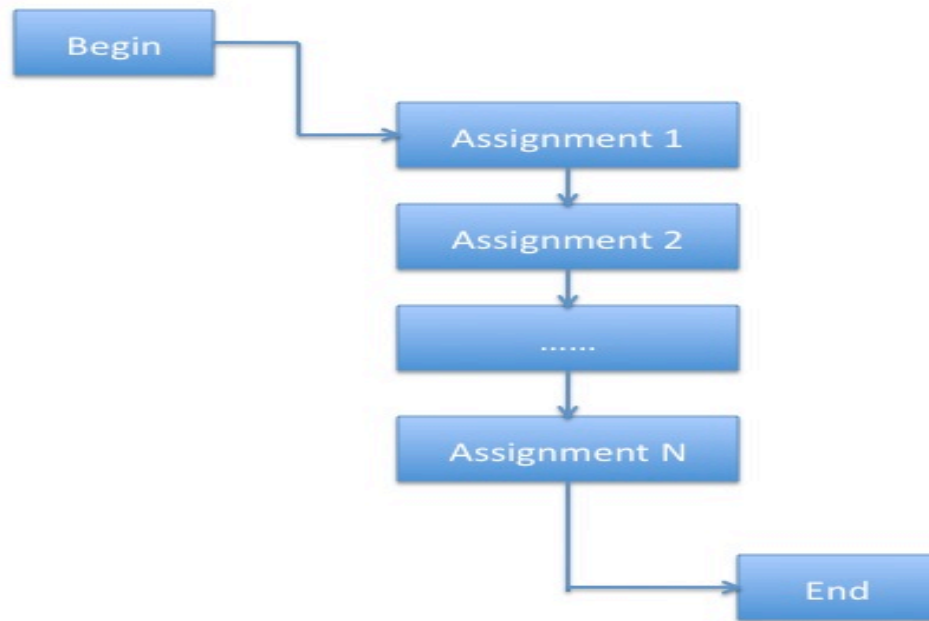 Begin
Assignment 1
Assignment 2
......
Assignment N
End